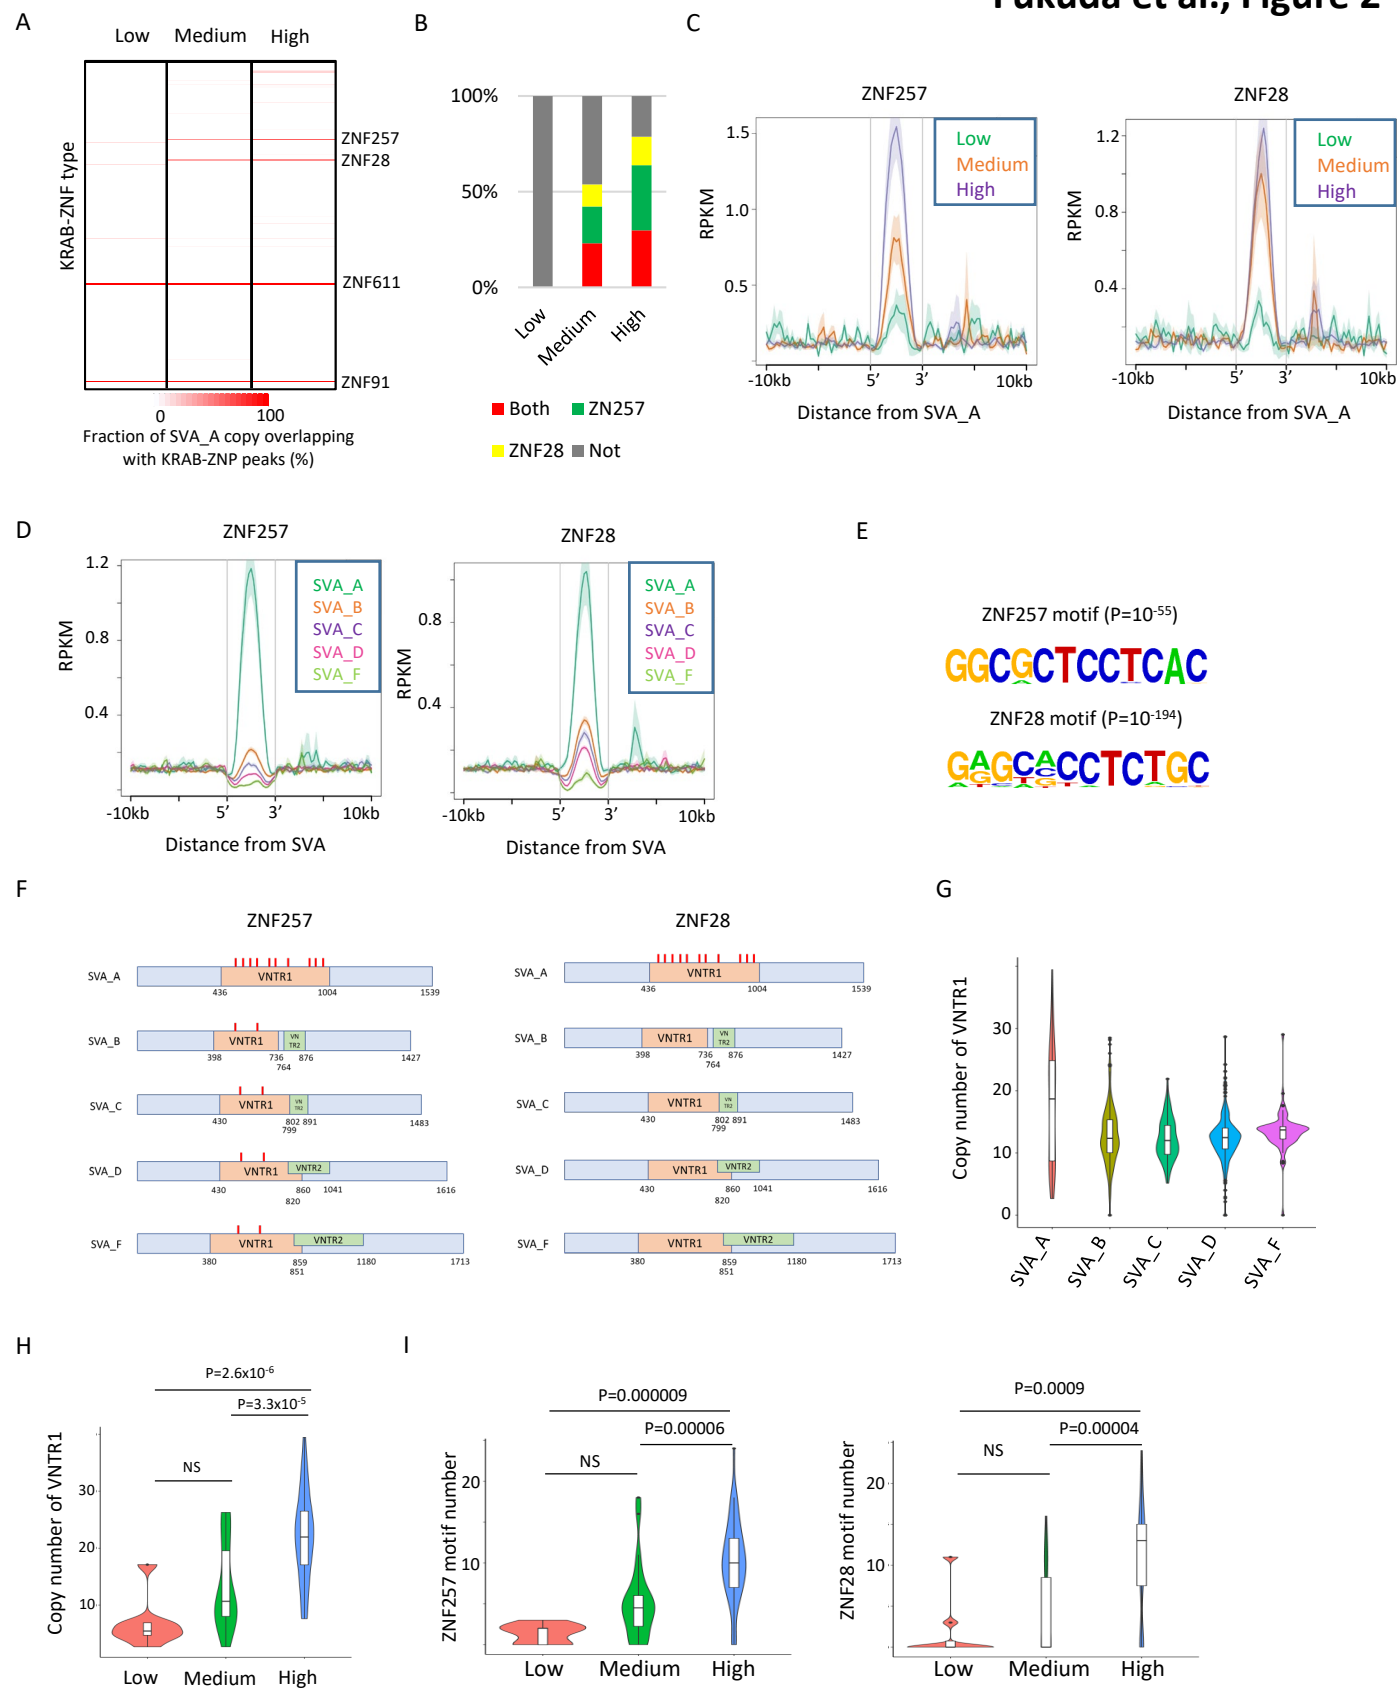 Fukuda et al., Figure 2
A
Low Medium High
KRAB-ZNF type
ZNF257
ZNF28
ZNF611
ZNF91
0 100
Fraction of SVA_A copy overlapping
with KRAB-ZNP peaks (%)
B
100%
50%
0%
Low Medium High
Both ZN257
ZNF28 Not
C
ZNF257
RPKM
1.5
1.0
0.5
Low
Medium
High
-10kb 5' 3' 10kb
Distance from SVA_A
ZNF28
RPKM
1.2
0.8
0.4
Low
Medium
High
-10kb 5' 3' 10kb
Distance from SVA_A
D
ZNF257
RPKM
1.2
0.8
0.4
SVA_A
SVA_B
SVA_C
SVA_D
SVA_F
-10kb 5' 3' 10kb
Distance from SVA
ZNF28
RPKM
0.8
0.4
SVA_A
SVA_B
SVA_C
SVA_D
SVA_F
-10kb 5' 3' 10kb
Distance from SVA
E
ZNF257 motif (P=10-55)
GGCGCTCCTCAC
ZNF28 motif (P=10-194)
GAGCACCTCTGC
F
ZNF257
SVA_A VNTR1
436 1004 1539
SVA_B VNTR1 VN TR2
398 736 876 1427
764
SVA_C VNTR1 VN TR2
430 802 891 1483
799
SVA_D VNTR1 VNTR2
430 860 1041 1616
820
SVA_F VNTR1 VNTR2
380 859 1180 1713
851
ZNF28
SVA_A VNTR1
436 1004 1539
SVA_B VNTR1 VN TR2
398 736 876 1427
764
SVA_C VNTR1 VN TR2
430 802 891 1483
799
SVA_D VNTR1 VNTR2
430 860 1041 1616
820
SVA_F VNTR1 VNTR2
380 859 1180 1713
851
G
Copy number of VNTR1
30
20
10
0
SVA_A SVA_B SVA_C SVA_D SVA_F
H
P=2.6x10-6
P=3.3x10-5
NS
Copy number of VNTR1
30
20
10
Low Medium High
I
P=0.000009
P=0.00006
NS
ZNF257 motif number
20
10
Low Medium High
P=0.0009
P=0.00004
NS
ZNF28 motif number
20
10
Low Medium High